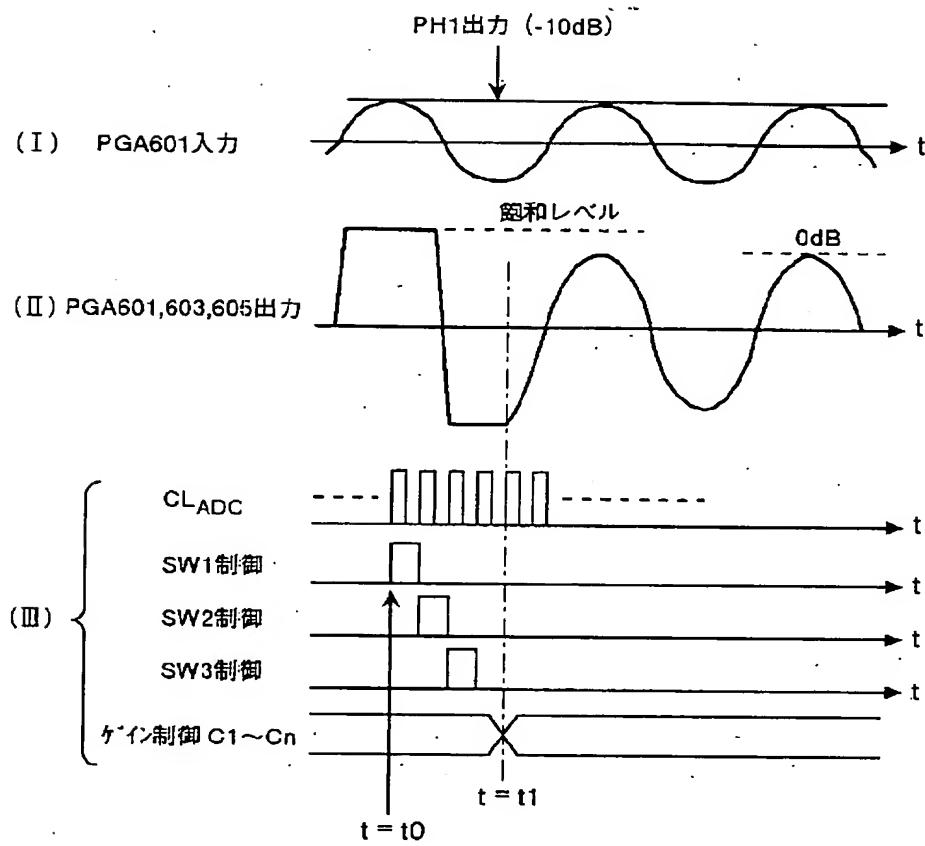 PH1出力 (-10dB)
(Ⅰ) PGA601入力
t
飽和レベル
0dB
(Ⅱ) PGA601,603,605出力
t
CLADC
t
SW1制御
t
(Ⅲ)
SW2制御
t
SW3制御
t
ｹﾞｲﾝ制御 C1～Cn
t = t1
t = t0